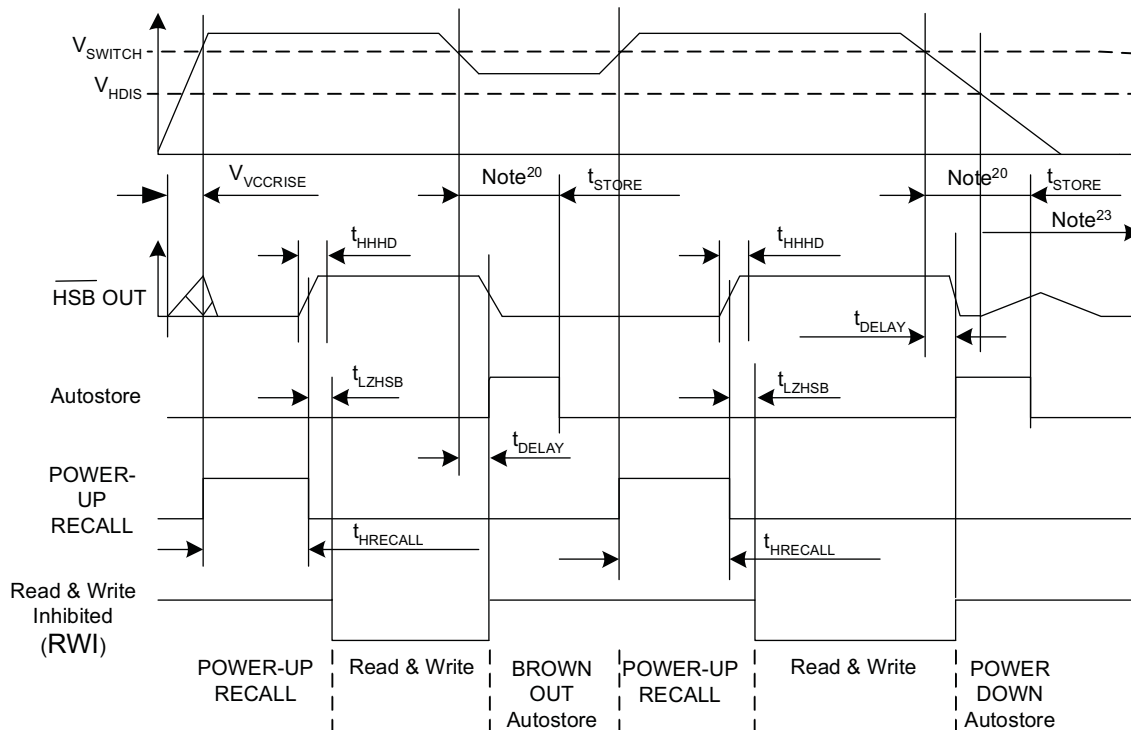 VSWITCH
VHDIS
VVCCRISE
Note20
tSTORE
Note20
tSTORE
Note23
tHHHD
tHHHD
HSB OUT
tDELAY
tLZHSB
tLZHSB
Autostore
tDELAY
POWER-
UP
RECALL
tHRECALL
tHRECALL
Read & Write
Inhibited
(RWI)
POWER-UP
RECALL
Read & Write
BROWN
OUT
Autostore
POWER-UP
RECALL
Read & Write
POWER
DOWN
Autostore